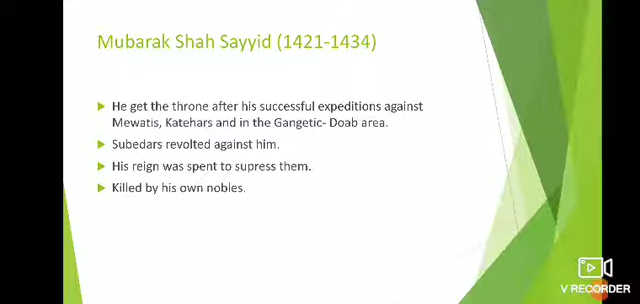 Mubarak Shah Sayyid (1421-1434)
He get the throne after his successful expeditions against
Mewatis, Katehars and in the Gangetic- Doab area.
Subedars revolted against him.
His reign was spent to supress them.
Killed by his own nobles.
V RECORDER